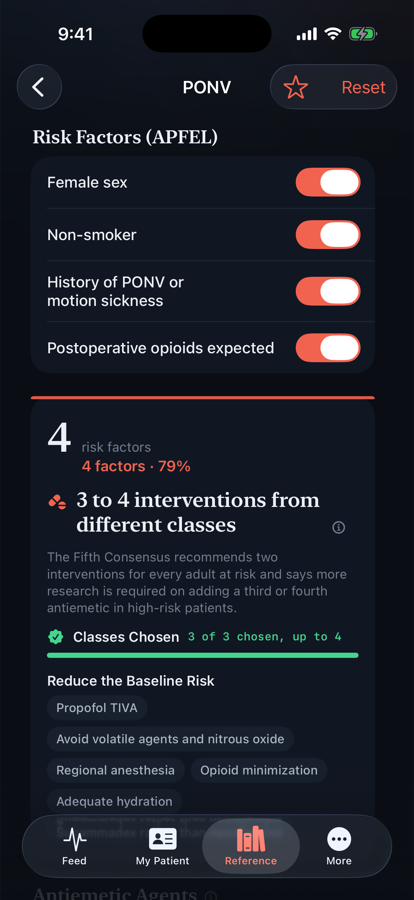 9:41
PONV
Reset
Risk Factors (APFEL)
Female sex
Non-smoker
History of PONV or
motion sickness
Postoperative opioids expected
4 risk factors
4 factors · 79%
3 to 4 interventions from
different classes
The Fifth Consensus recommends two
interventions for every adult at risk and says more
research is required on adding a third or fourth
antiemetic in high-risk patients.
Classes Chosen 3 of 3 chosen, up to 4
Reduce the Baseline Risk
Propofol TIVA
Avoid volatile agents and nitrous oxide
Regional anesthesia
Opioid minimization
Adequate hydration
Feed
My Patient
Reference
More
Antiemetic Agents